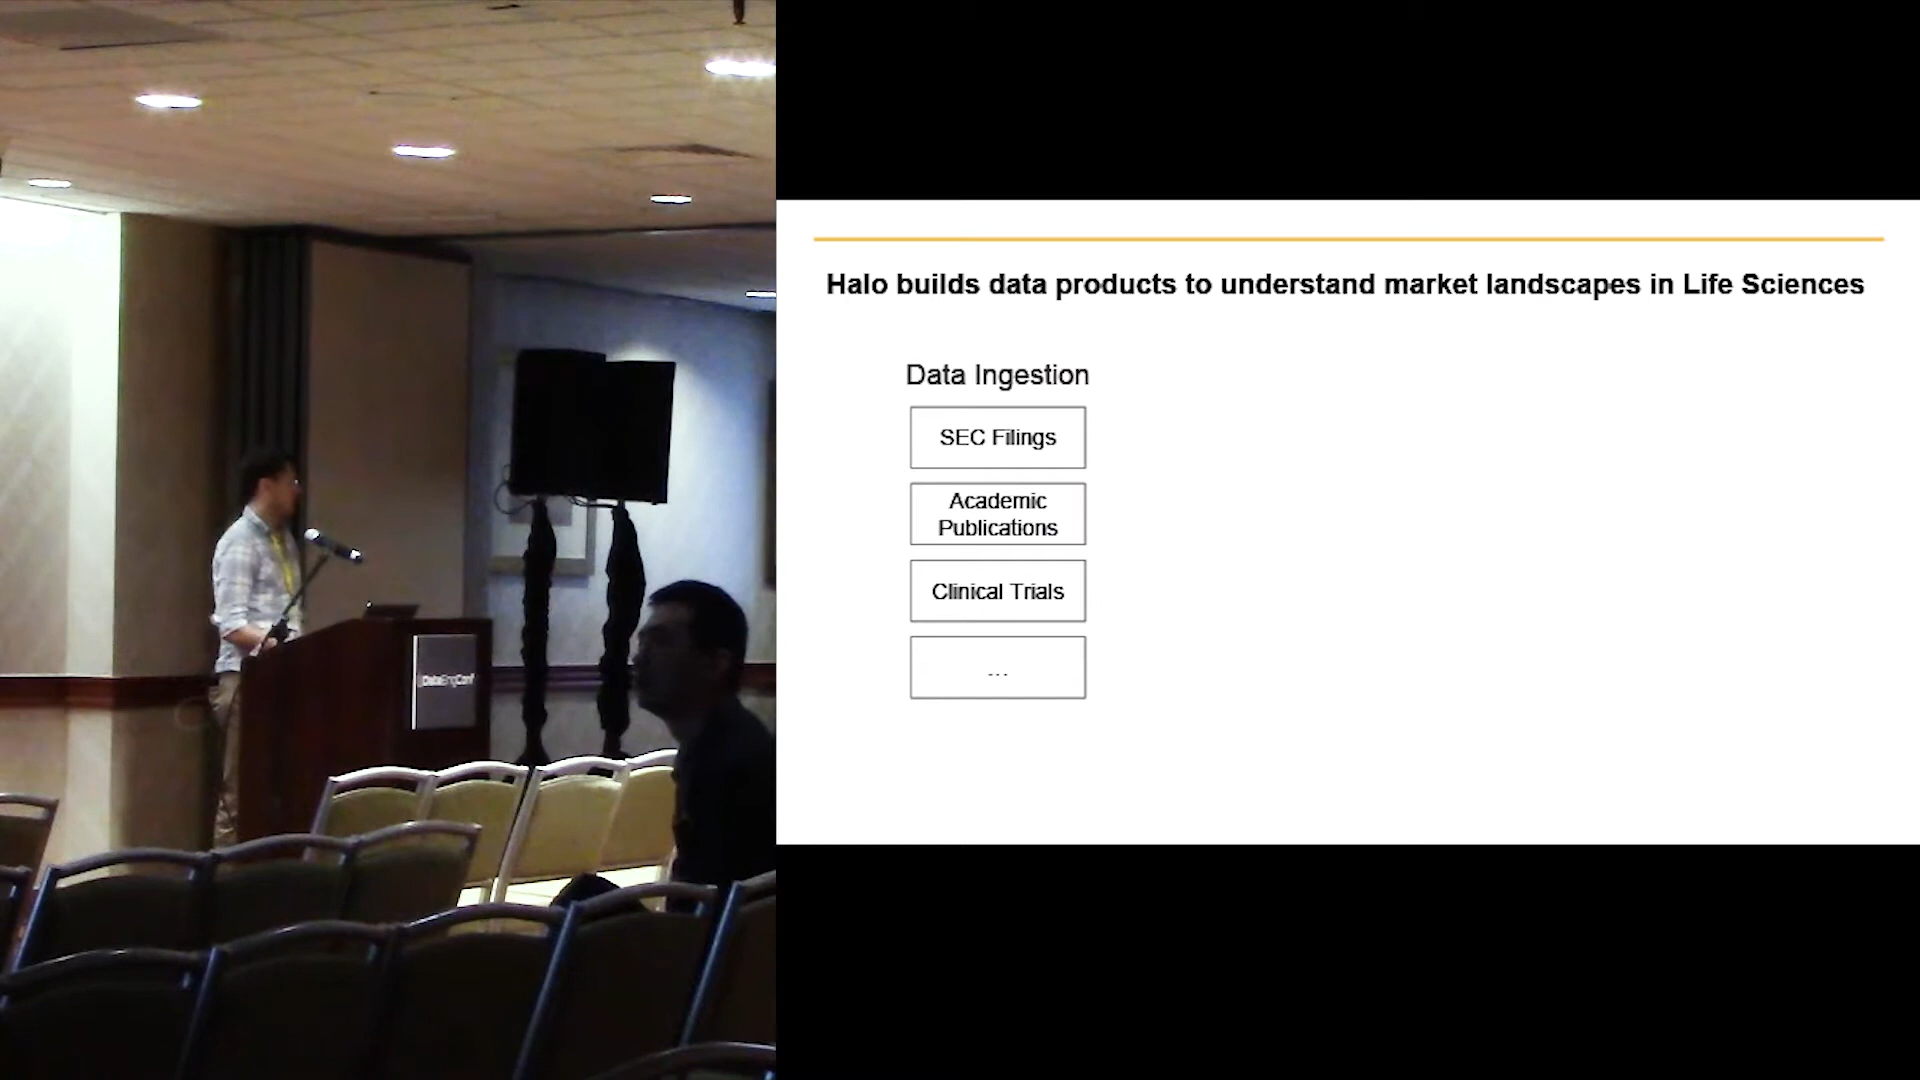 DataEngConf
Halo builds data products to understand market landscapes in Life Sciences
Data Ingestion
SEC Filings
Academic
Publications
Clinical Trials
...